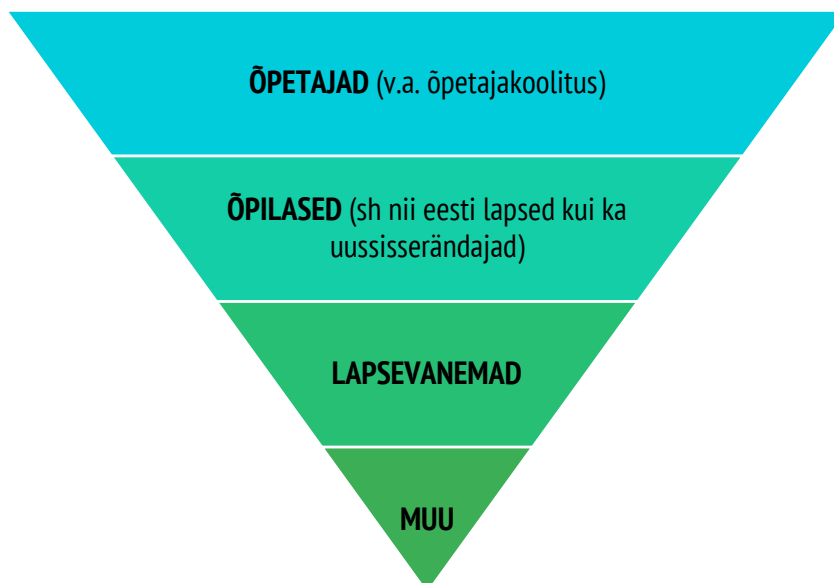 ÕPETAJAD (v.a. õpetajakoolitus)
ÕPILASED (sh nii eesti lapsed kui ka
uussisserändajad)
LAPSEVANEMAD
MUU